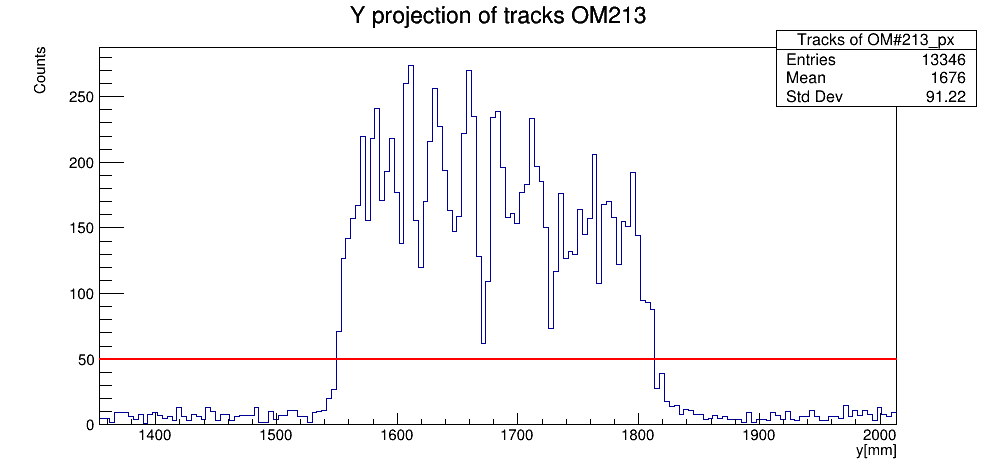 Y projection of tracks OM213
Counts
Tracks of OM#213_px
Entries 13346
Mean 1676
Std Dev 91.22
250
200
150
100
50
0
1400 1500 1600 1700 1800 1900 2000
y[mm]